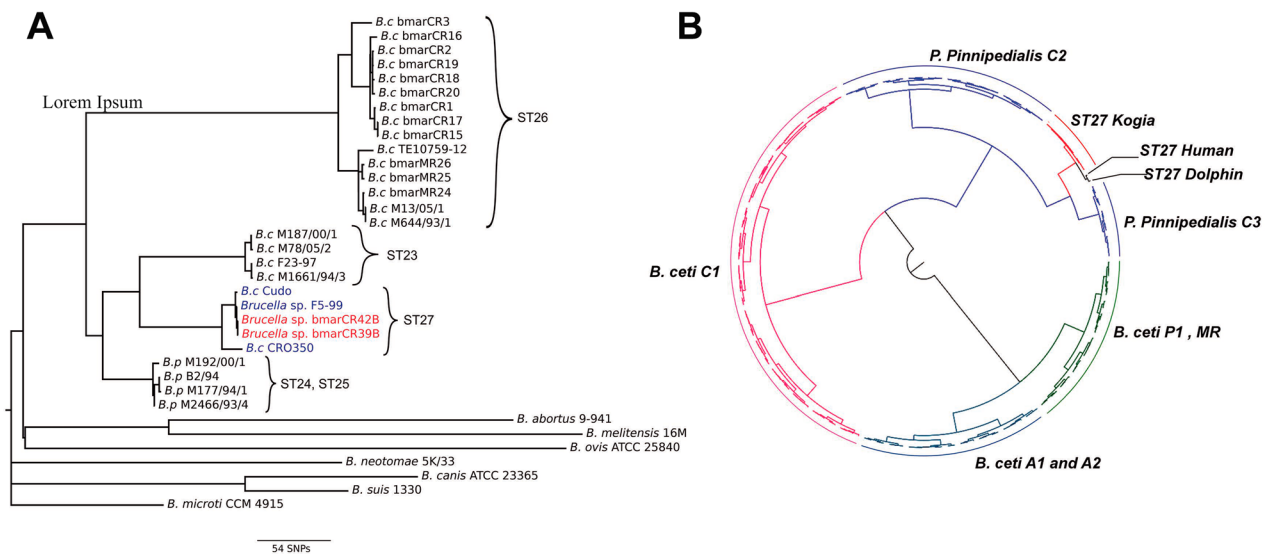 A
B.c bmarCR3
B.c bmarCR16
B.c bmarCR2
B.c bmarCR19
B.c bmarCR18
B.c bmarCR20
B.c bmarCR1
B.c bmarCR17
B.c bmarCR15
ST26
Lorem Ipsum
B.c TE10759-12
B.c bmarMR26
B.c bmarMR25
B.c bmarMR24
B.c M13/05/1
B.c M644/93/1
B.c M187/00/1
B.c M78/05/2
B.c F23-97
B.c M1661/94/3
ST23
B.c Cudo
Brucella sp. F5-99
Brucella sp. bmarCR42B
Brucella sp. bmarCR39B
B.c CRO350
ST27
B.p M192/00/1
B.p B2/94
B.p M177/94/1
B.p M2466/93/4
ST24, ST25
B. abortus 9-941
B. melitensis 16M
B. ovis ATCC 25840
B. neotomae 5K/33
B. canis ATCC 23365
B. suis 1330
B. microti CCM 4915
54 SNPs
B
P. Pinnipedialis C2
ST27 Kogia
ST27 Human
ST27 Dolphin
P. Pinnipedialis C3
B. ceti C1
B. ceti P1 , MR
B. ceti A1 and A2